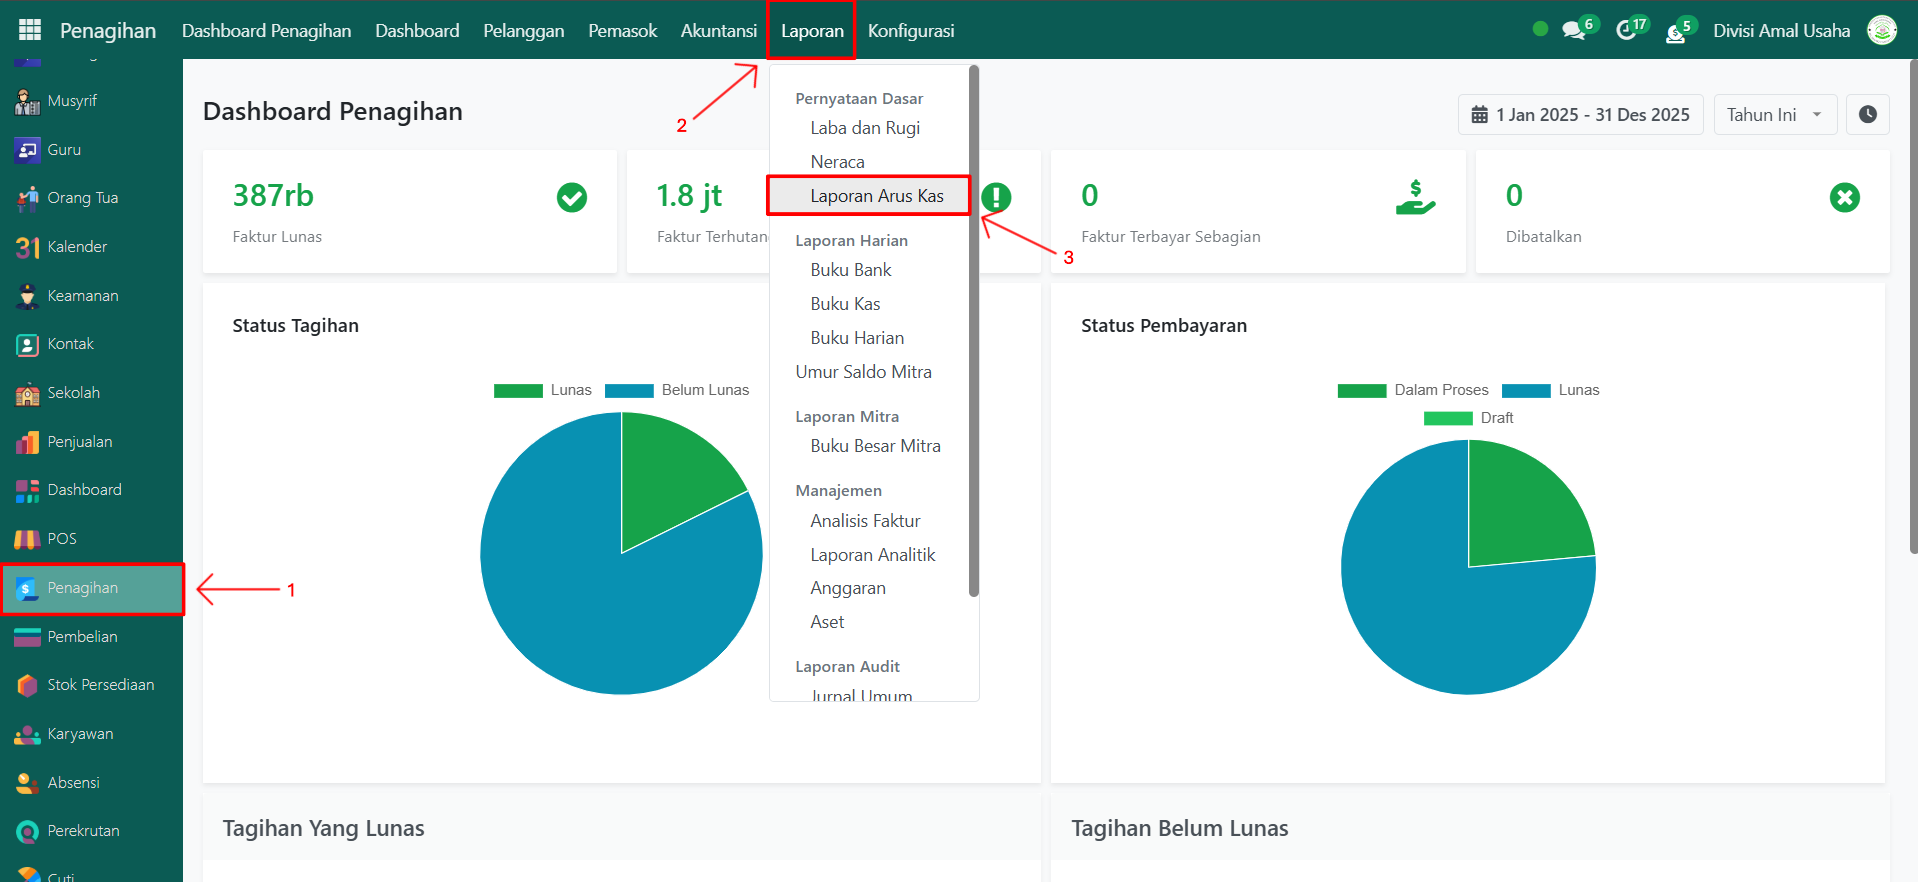 Penagihan Dashboard Penagihan Dashboard Pelanggan Pemasok Akuntansi Laporan Konfigurasi 6 17 5 Divisi Amal Usaha
Musyrif
Guru
Orang Tua
31 Kalender
Keamanan
Kontak
Sekolah
Penjualan
Dashboard
POS
Penagihan
Pembelian
Stok Persediaan
Karyawan
Absensi
Perekrutan
Cuti
1
2
3
Pernyataan Dasar
Laba dan Rugi
Neraca
Laporan Arus Kas
Laporan Harian
Buku Bank
Buku Kas
Buku Harian
Umur Saldo Mitra
Laporan Mitra
Buku Besar Mitra
Manajemen
Analisis Faktur
Laporan Analitik
Anggaran
Aset
Laporan Audit
Jurnal Umum
Dashboard Penagihan
1 Jan 2025 - 31 Des 2025 Tahun Ini
387rb
Faktur Lunas
1.8 jt
Faktur Terhutan
0
Faktur Terbayar Sebagian
0
Dibatalkan
Status Tagihan
Lunas Belum Lunas
Status Pembayaran
Dalam Proses Lunas
Draft
Tagihan Yang Lunas
Tagihan Belum Lunas